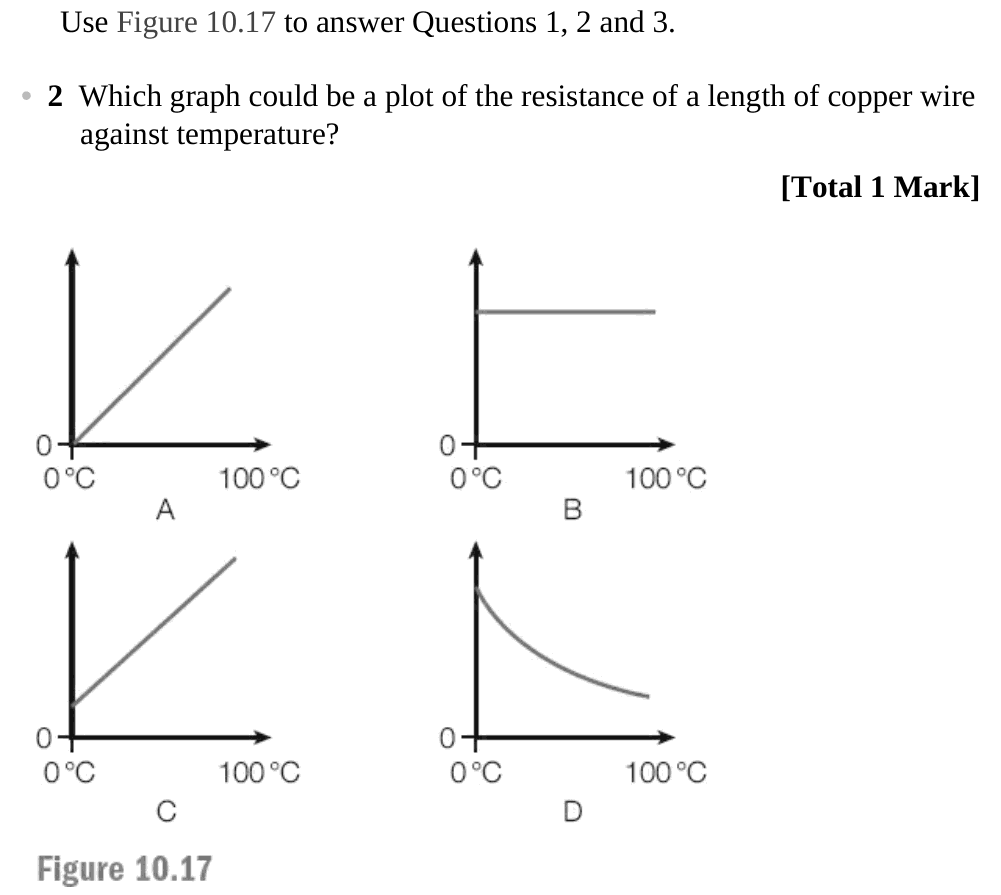 Use Figure 10.17 to answer Questions 1, 2 and 3.
• 2 Which graph could be a plot of the resistance of a length of copper wire
against temperature?
[Total 1 Mark]
0
0°C 100°C
A
0
0°C 100°C
B
0
0°C 100°C
C
0
0°C 100°C
D
Figure 10.17